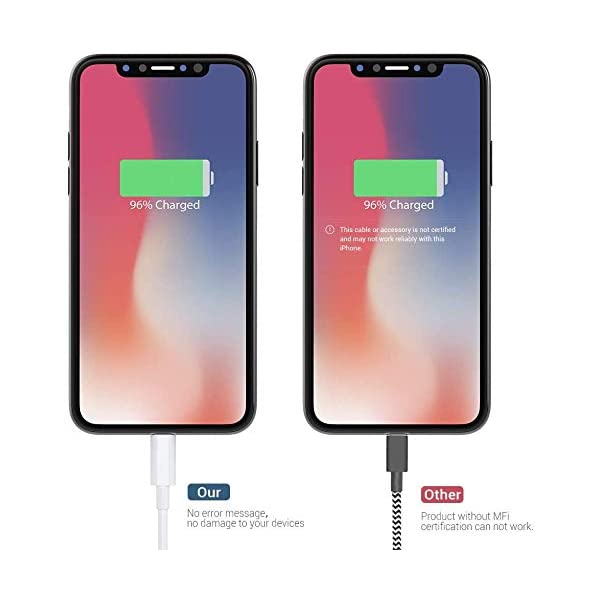 96% Charged
96% Charged
! This cable or accessory is not certified
and may not work reliably with this
iPhone.
Our
No error message,
no damage to your devices
Other
Product without MFi
certification can not work.